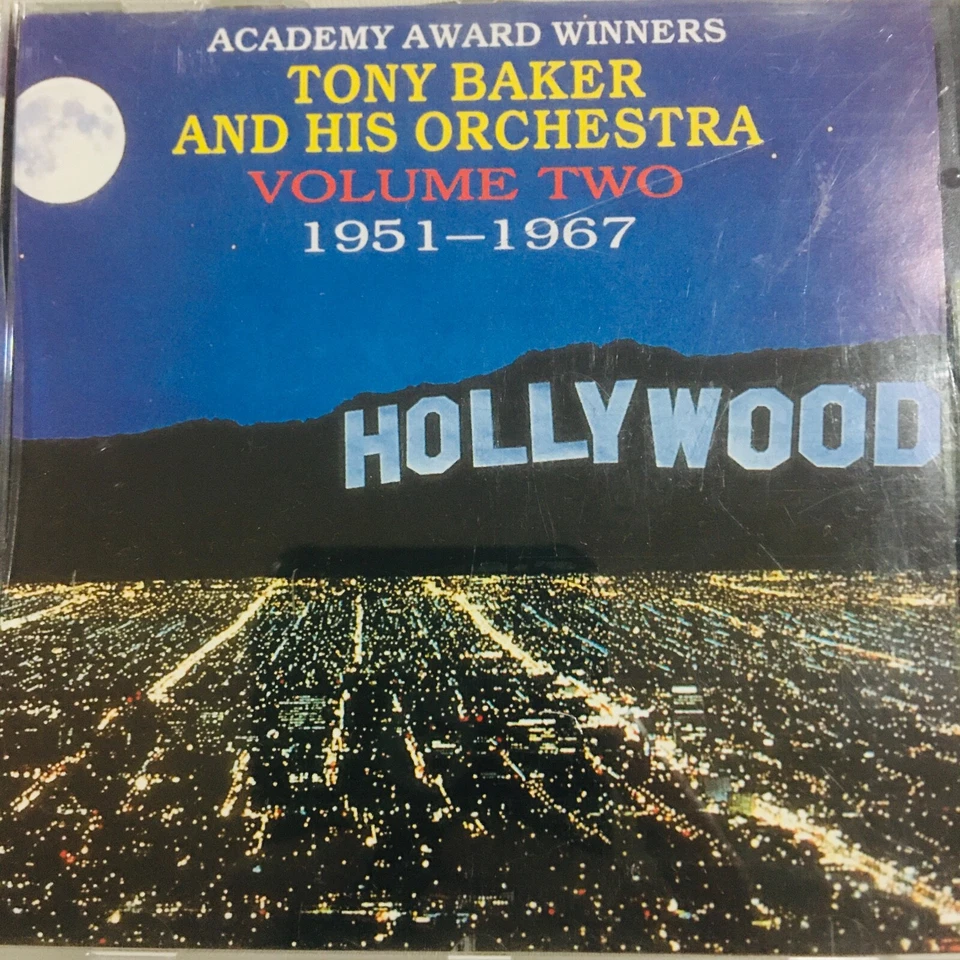 ACADEMY AWARD WINNERS
TONY BAKER
AND HIS ORCHESTRA
VOLUME TWO
1951–1967
HOLLYWOOD